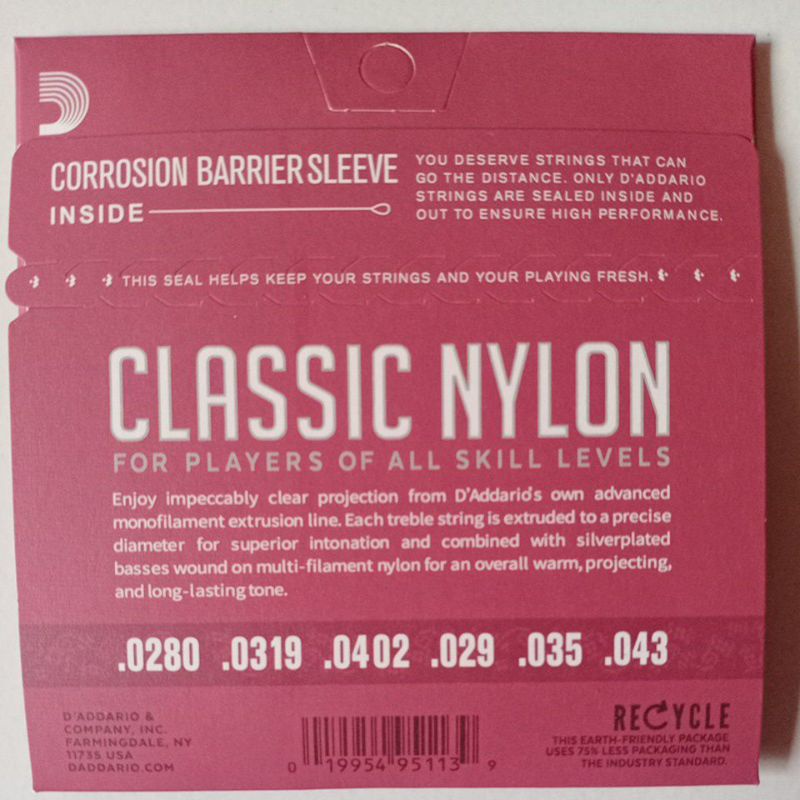 CORROSION BARRIER SLEEVE
INSIDE
YOU DESERVE STRINGS THAT CAN
GO THE DISTANCE. ONLY D'ADDARIO
STRINGS ARE SEALED INSIDE AND
OUT TO ENSURE HIGH PERFORMANCE.
THIS SEAL HELPS KEEP YOUR STRINGS AND YOUR PLAYING FRESH.
CLASSIC NYLON
FOR PLAYERS OF ALL SKILL LEVELS
Enjoy impeccably clear projection from D'Addario's own advanced
monofilament extrusion line. Each treble string is extruded to a precise
diameter for superior intonation and combined with silverplated
basses wound on multi-filament nylon for an overall warm, projecting,
and long-lasting tone.
.0280 .0319 .0402 .029 .035 .043
D'ADDARIO &
COMPANY, INC.
FARMINGDALE, NY
11735 USA
DADDARIO.COM
0 19954 95113 9
RECYCLE
THIS EARTH-FRIENDLY PACKAGE
USES 75% LESS PACKAGING THAN
THE INDUSTRY STANDARD.